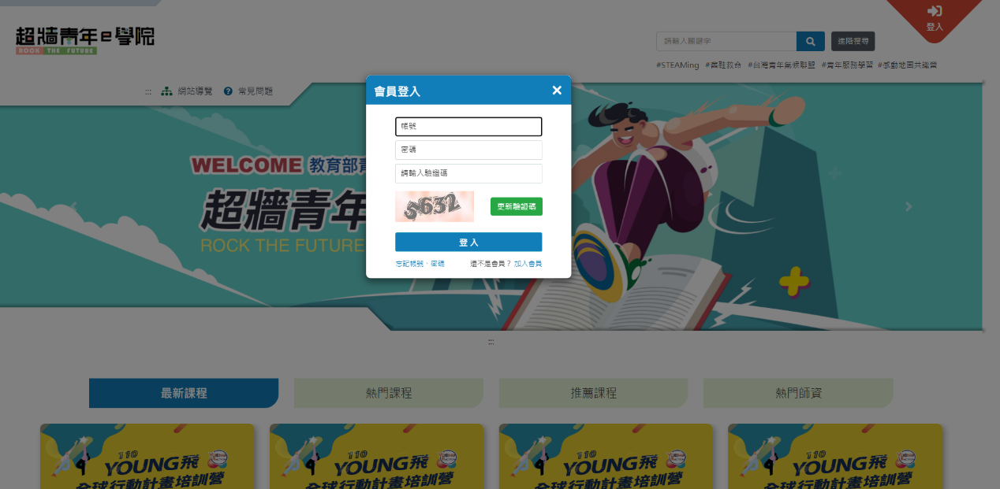 超牆青年e學院
ROCK THE FUTURE
登入
請輸入關鍵字
進階搜尋
#STEAMing #舊鞋救命 #台灣青年氣候聯盟 #青年服務學習 #感動地圖共識營
:::
網站導覽
常見問題
WELCOME 教育部青
超牆青年
ROCK THE FUTURE
會員登入
帳號
密碼
請輸入驗證碼
5632
更新驗證碼
登 入
忘記帳號、密碼
還不是會員? 加入會員
:::
最新課程
熱門課程
推薦課程
熱門師資
110
YOUNG飛
全球行動計畫培訓營
110
YOUNG飛
全球行動計畫培訓營
110
YOUNG飛
全球行動計畫培訓營
110
YOUNG飛
全球行動計畫培訓營